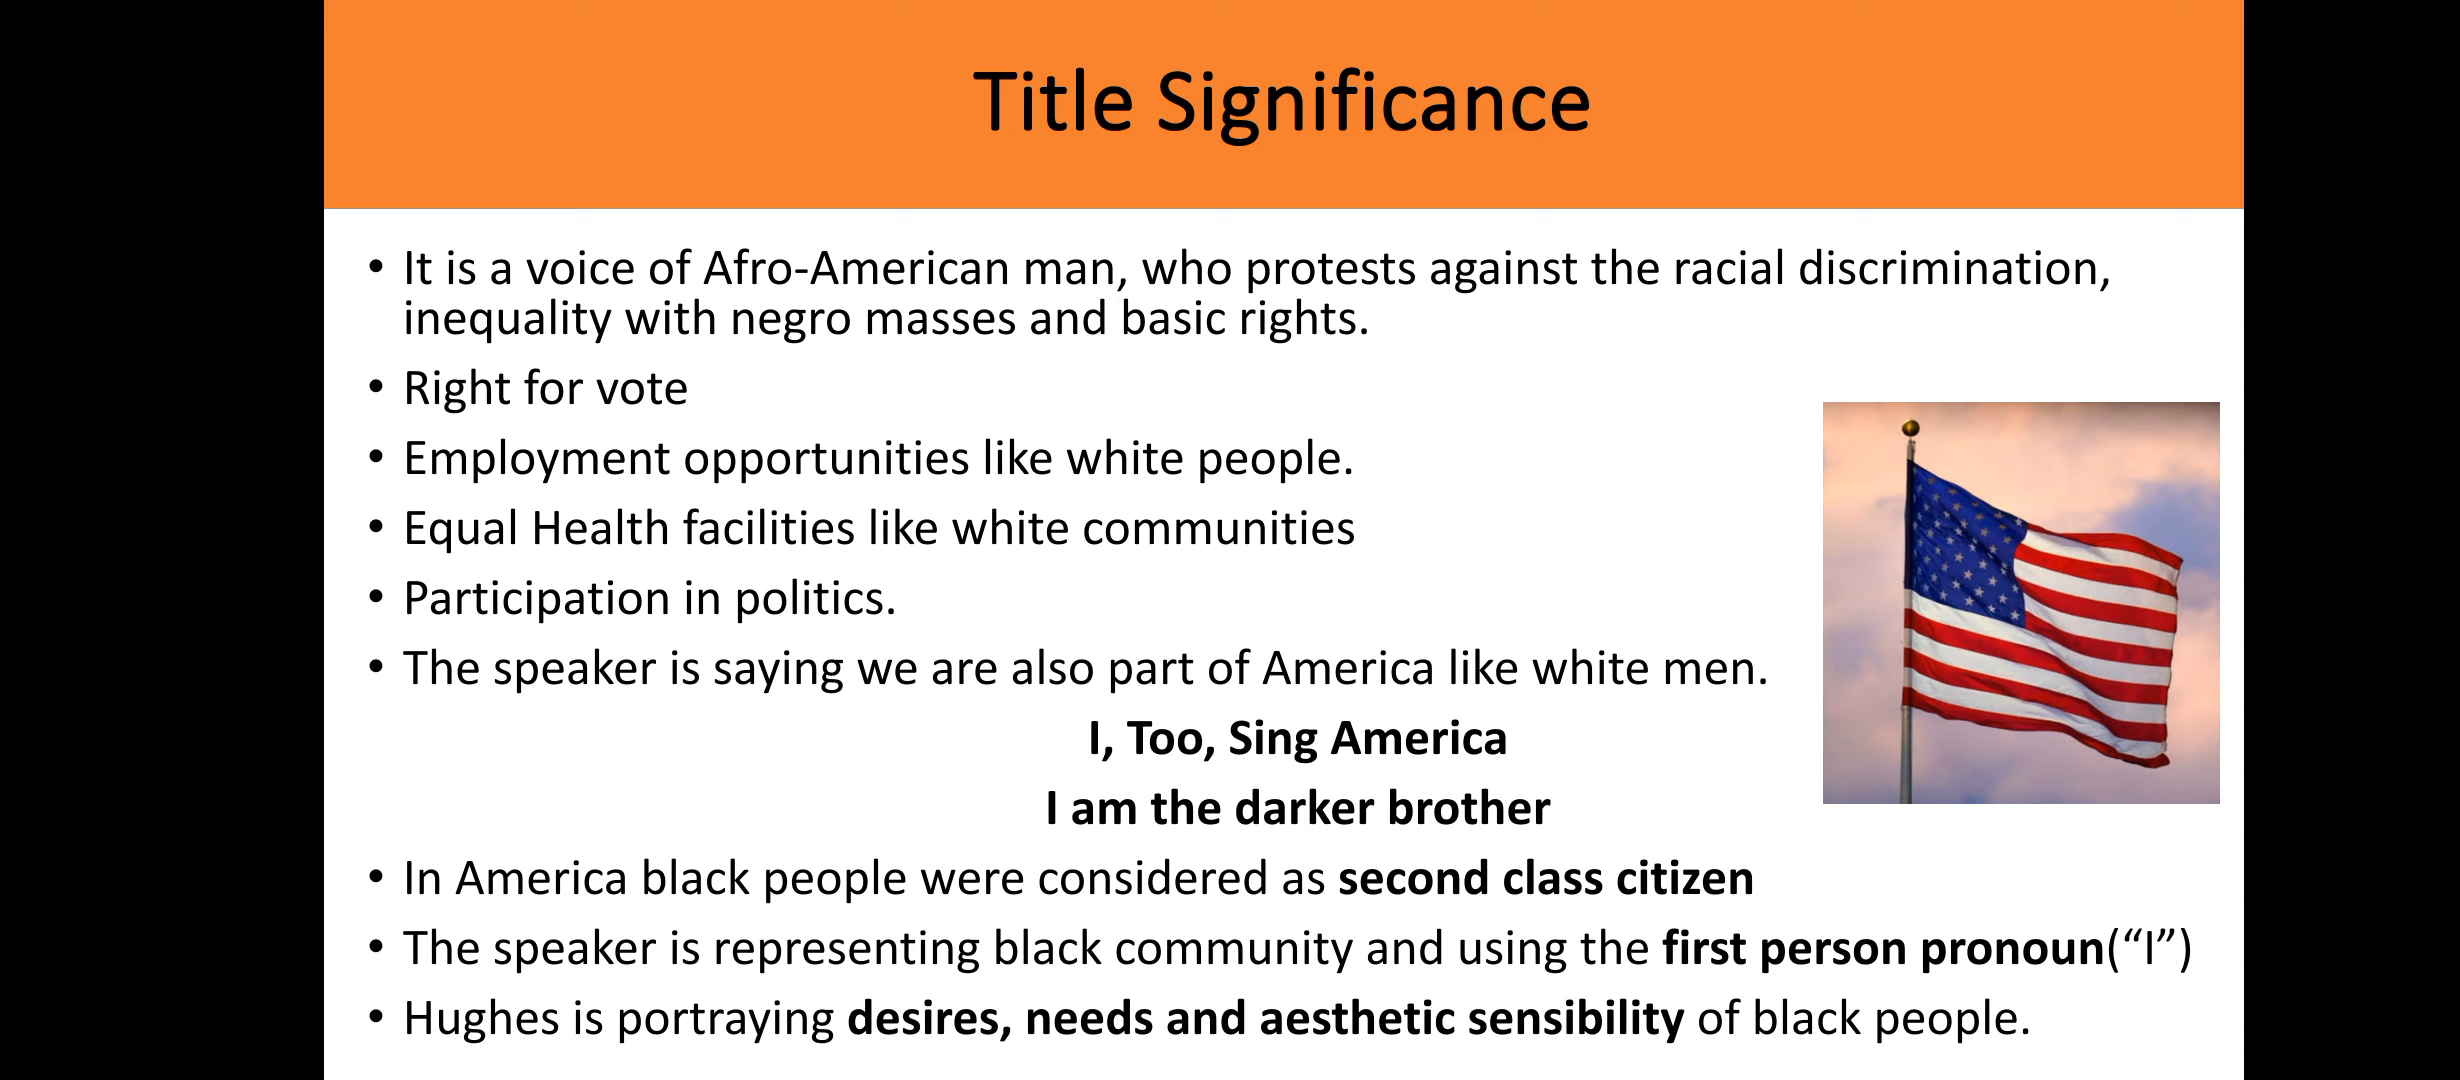 Title Significance
• It is a voice of Afro-American man, who protests against the racial discrimination,
inequality with negro masses and basic rights.
• Right for vote
• Employment opportunities like white people.
• Equal Health facilities like white communities
• Participation in politics.
• The speaker is saying we are also part of America like white men.
I, Too, Sing America
I am the darker brother
• In America black people were considered as second class citizen
• The speaker is representing black community and using the first person pronoun(“I”)
• Hughes is portraying desires, needs and aesthetic sensibility of black people.